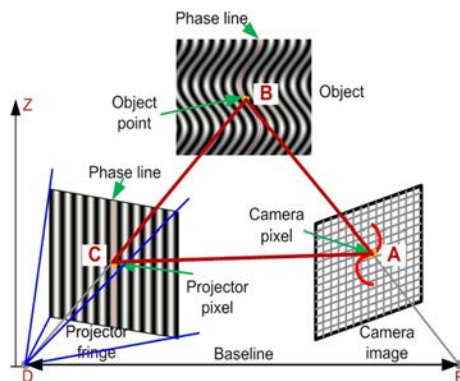 Phase line
Z
B
Object
Object
point
Phase line
Camera
pixel
C
A
Projector
pixel
Projector
fringe
Camera
image
D
Baseline
E